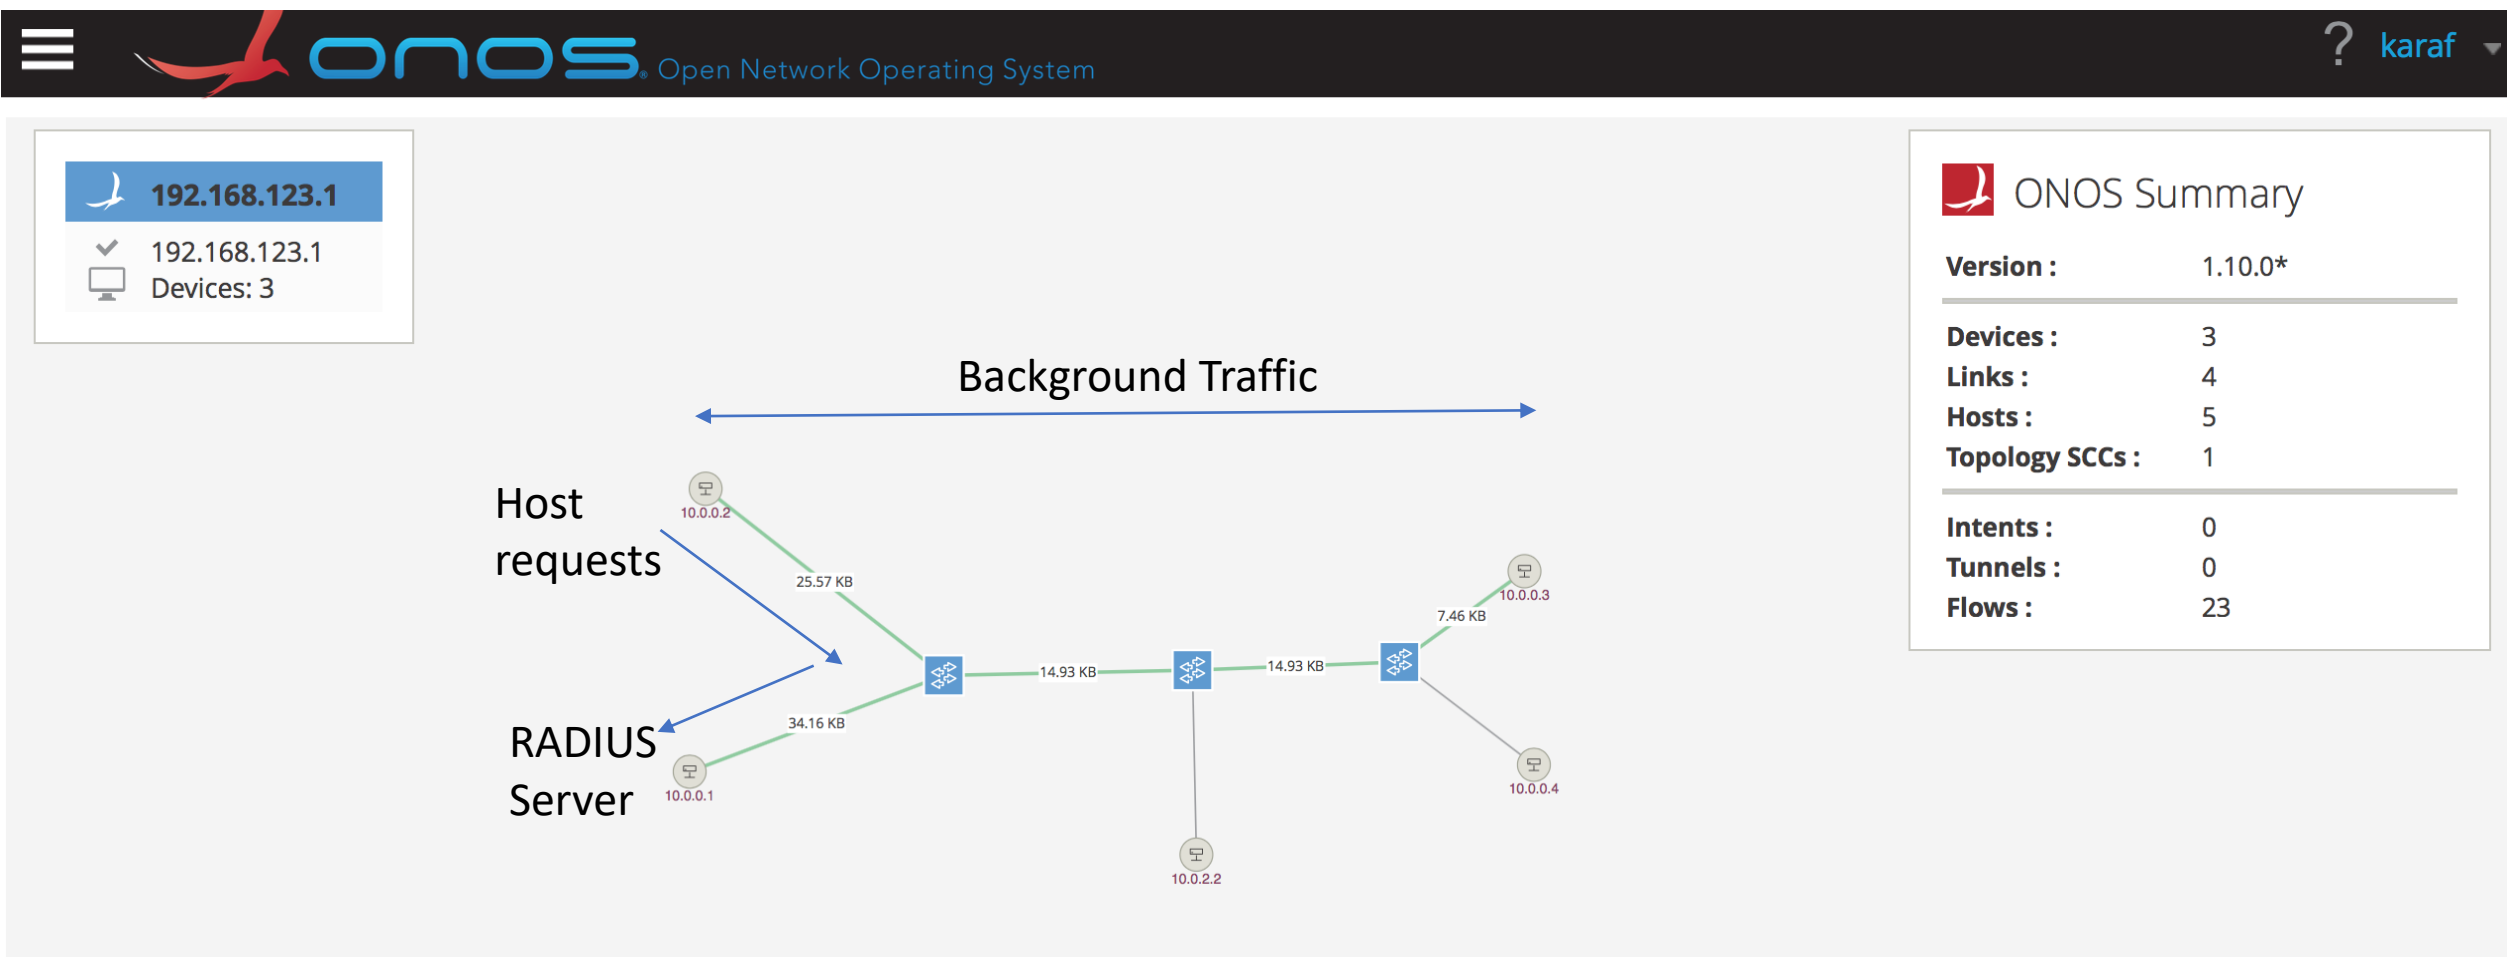 onos® Open Network Operating System
? karaf
192.168.123.1
192.168.123.1
Devices: 3
ONOS Summary
Version : 1.10.0*
Devices : 3
Links : 4
Hosts : 5
Topology SCCs : 1
Intents : 0
Tunnels : 0
Flows : 23
Background Traffic
Host
requests
10.0.0.2
25.57 KB
10.0.0.3
7.46 KB
14.93 KB
14.93 KB
34.16 KB
RADIUS
Server
10.0.0.1
10.0.0.4
10.0.2.2